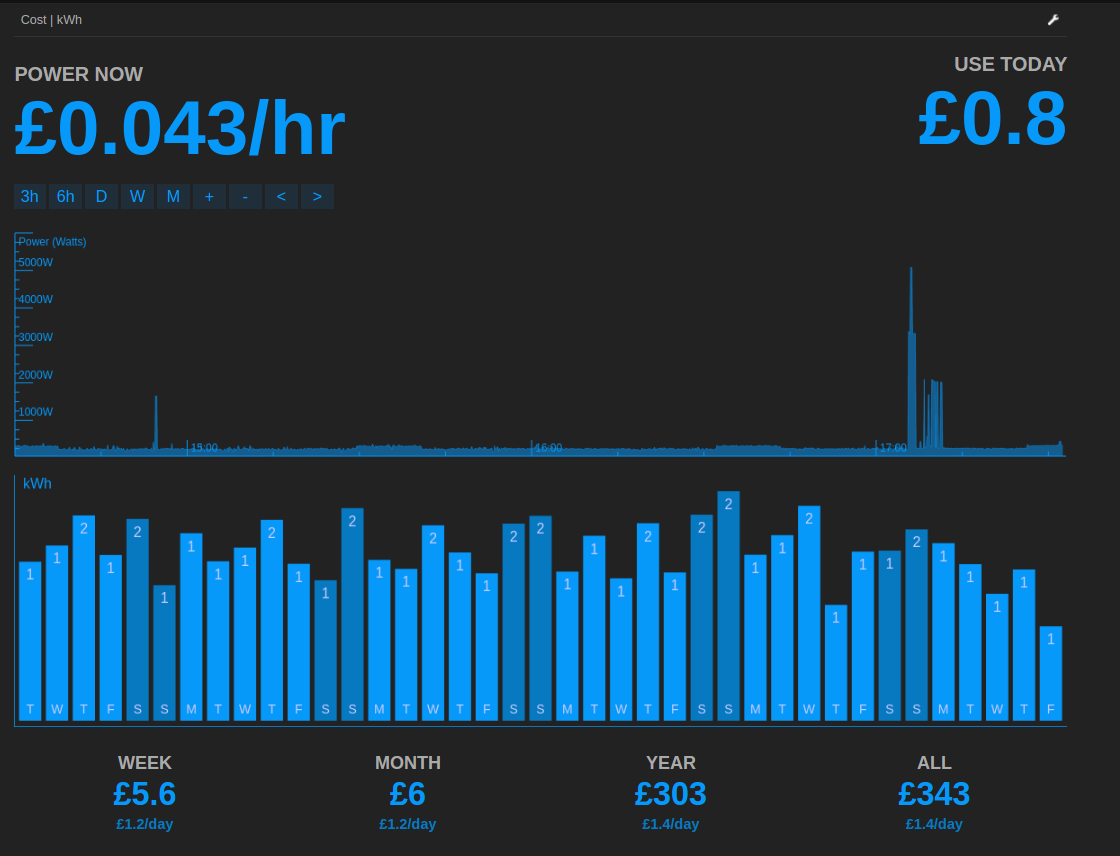 Cost | kWh
POWER NOW
USE TODAY
£0.043/hr
£0.8
3h 6h D W M + - < >
Power (Watts)
5000W
4000W
3000W
2000W
1000W
15:00 16:00 17:00
kWh
1 1 2 1 2 1 1 1 1 2 1 1 2 1 1 2 1 1 2 2 1 1 1 2 1 2 2 1 1 2 1 1 1 2 1 1 1 1 1
T W T F S S M T W T F S S M T W T F S S M T W T F S S M T W T F S S M T W T F
WEEK MONTH YEAR ALL
£5.6 £6 £303 £343
£1.2/day £1.2/day £1.4/day £1.4/day